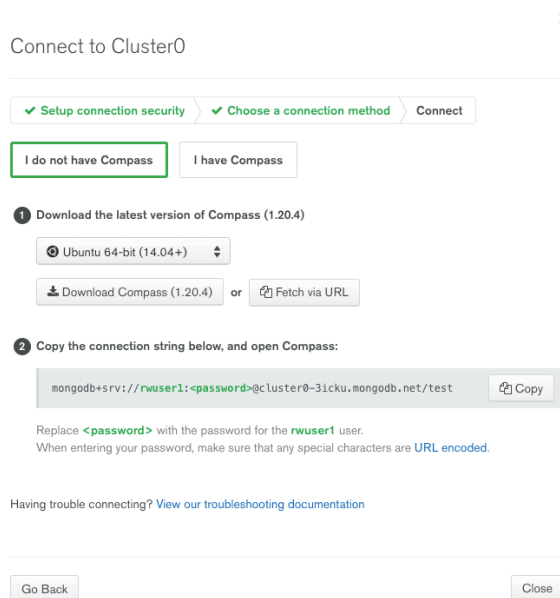 Connect to Cluster0
Setup connection security Choose a connection method Connect
I do not have Compass I have Compass
1 Download the latest version of Compass (1.20.4)
Ubuntu 64-bit (14.04+)
Download Compass (1.20.4) or Fetch via URL
2 Copy the connection string below, and open Compass:
mongodb+srv://rwuser1:<password>@cluster0-3icku.mongodb.net/test Copy
Replace <password> with the password for the rwuser1 user.
When entering your password, make sure that any special characters are URL encoded.
Having trouble connecting? View our troubleshooting documentation
Go Back Close